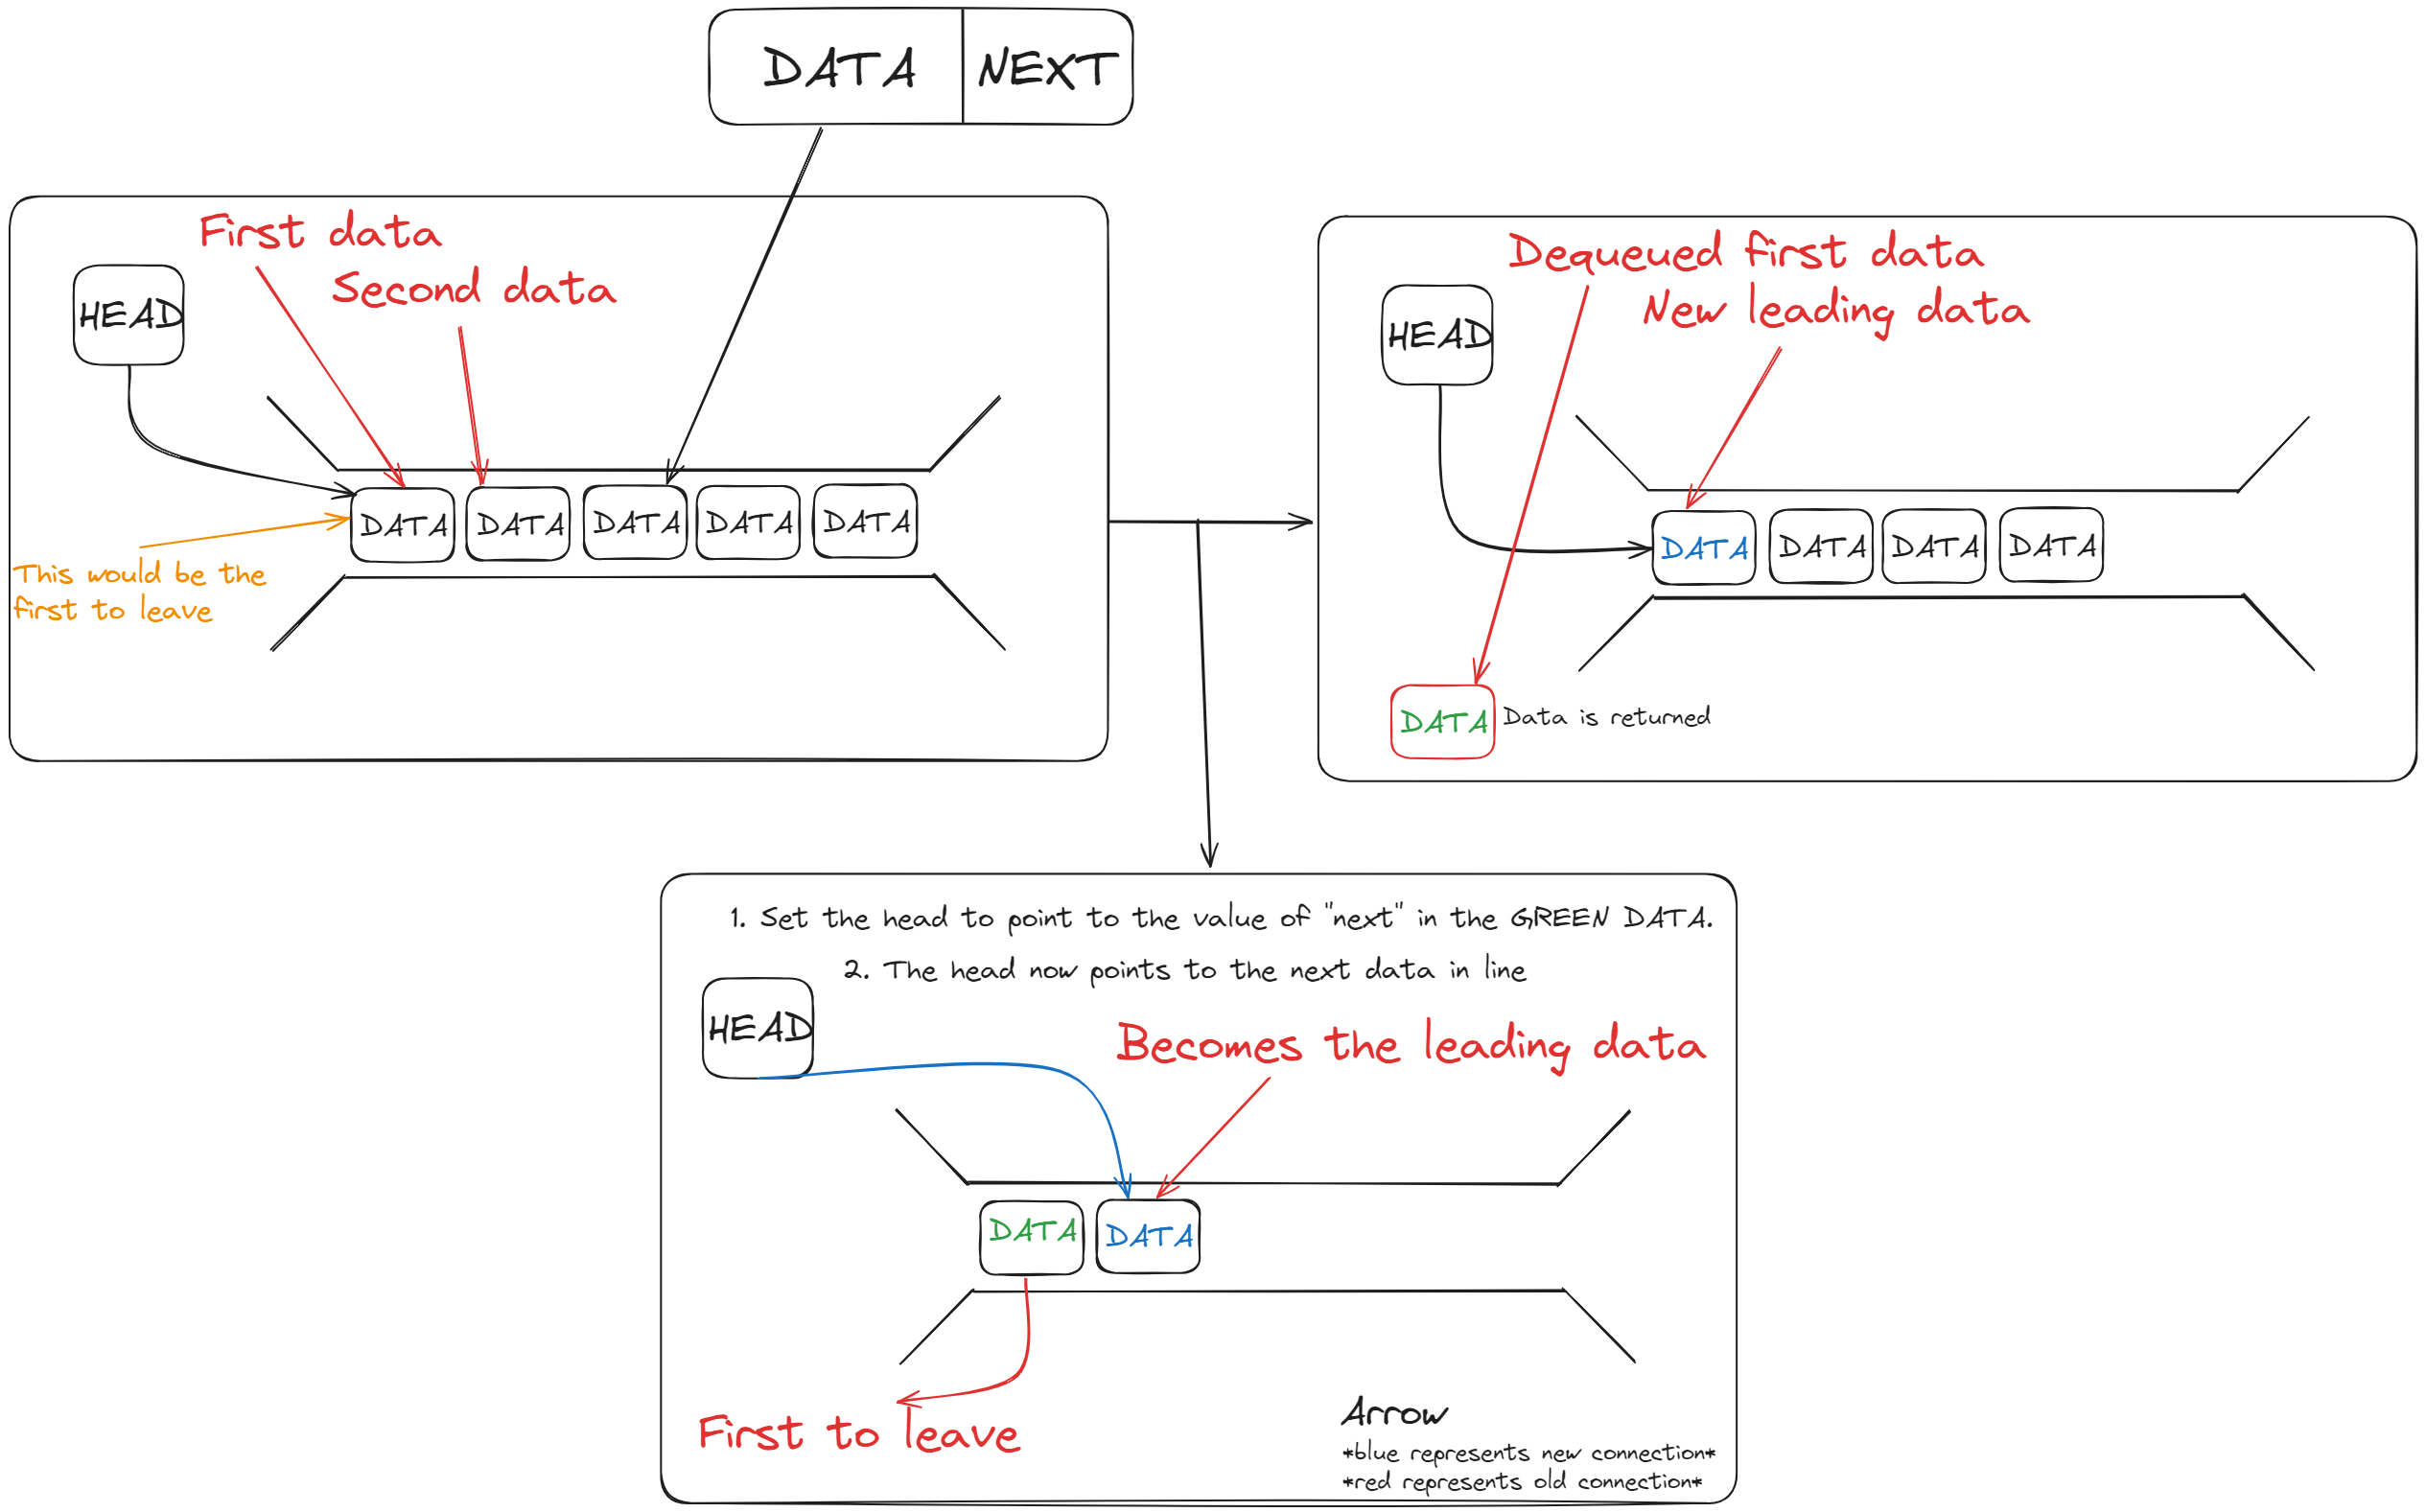 DATA NEXT
First data
Second data
HEAD
DATA DATA DATA DATA DATA
This would be the
first to leave
Dequeued first data
New leading data
HEAD
DATA DATA DATA DATA
DATA Data is returned
1. Set the head to point to the value of "next" in the GREEN DATA.
2. The head now points to the next data in line
HEAD
Becomes the leading data
DATA DATA
First to leave
Arrow
*blue represents new connection*
*red represents old connection*